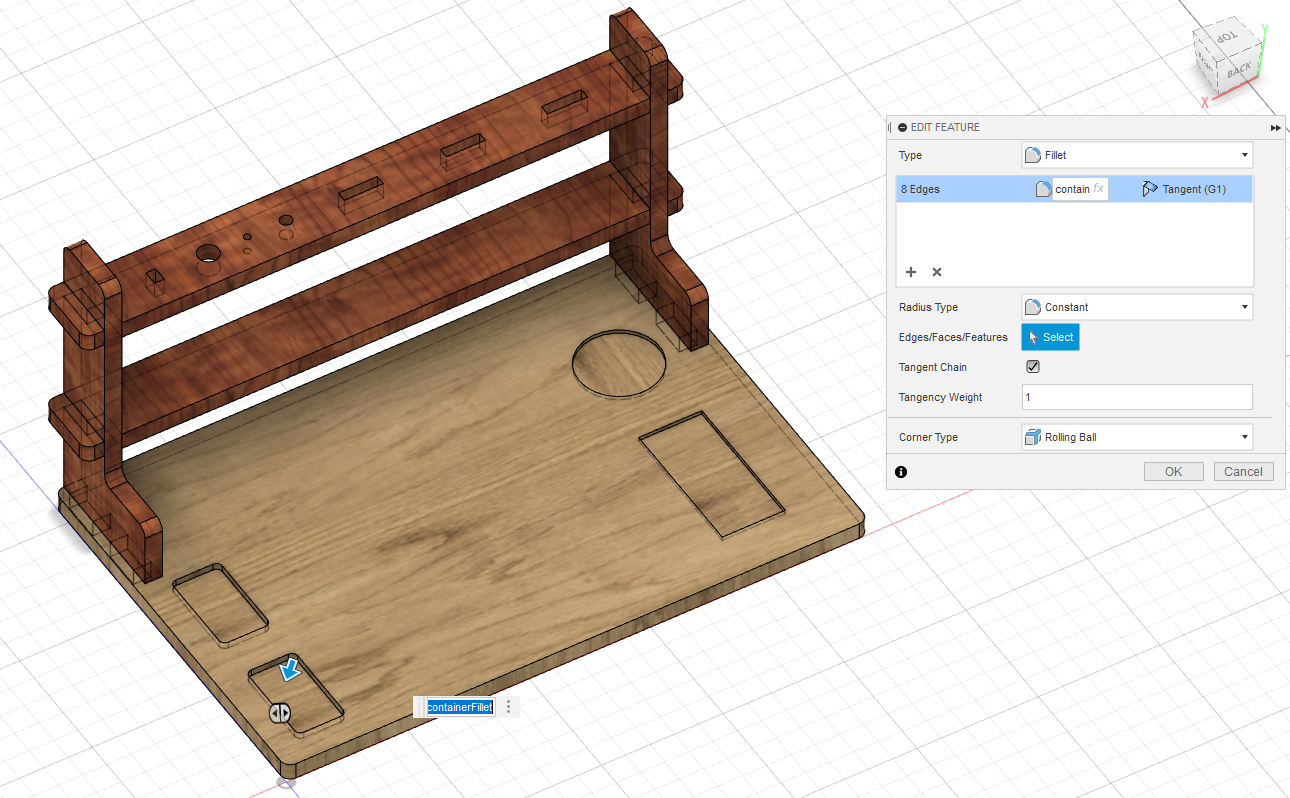 TOP
BACK
Y
X
EDIT FEATURE
Type Fillet
8 Edges contain fx Tangent (G1)
Radius Type Constant
Edges/Faces/Features Select
Tangent Chain
Tangency Weight 1
Corner Type Rolling Ball
OK Cancel
containerFillet